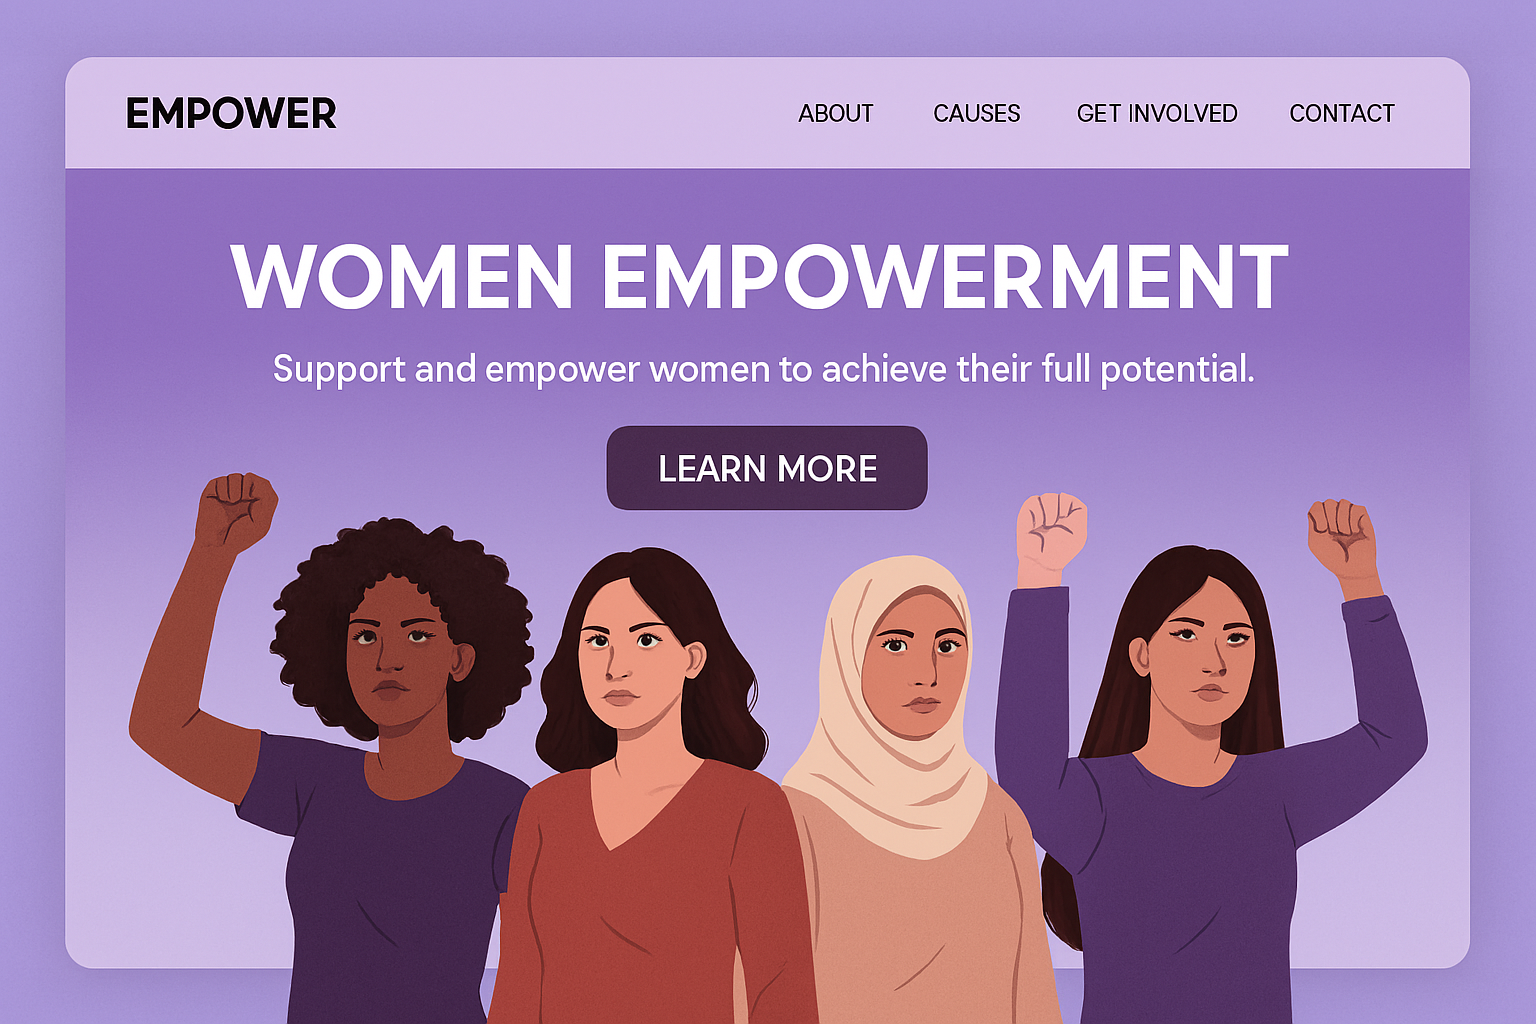 EMPOWER
ABOUT CAUSES GET INVOLVED CONTACT
WOMEN EMPOWERMENT
Support and empower women to achieve their full potential.
LEARN MORE